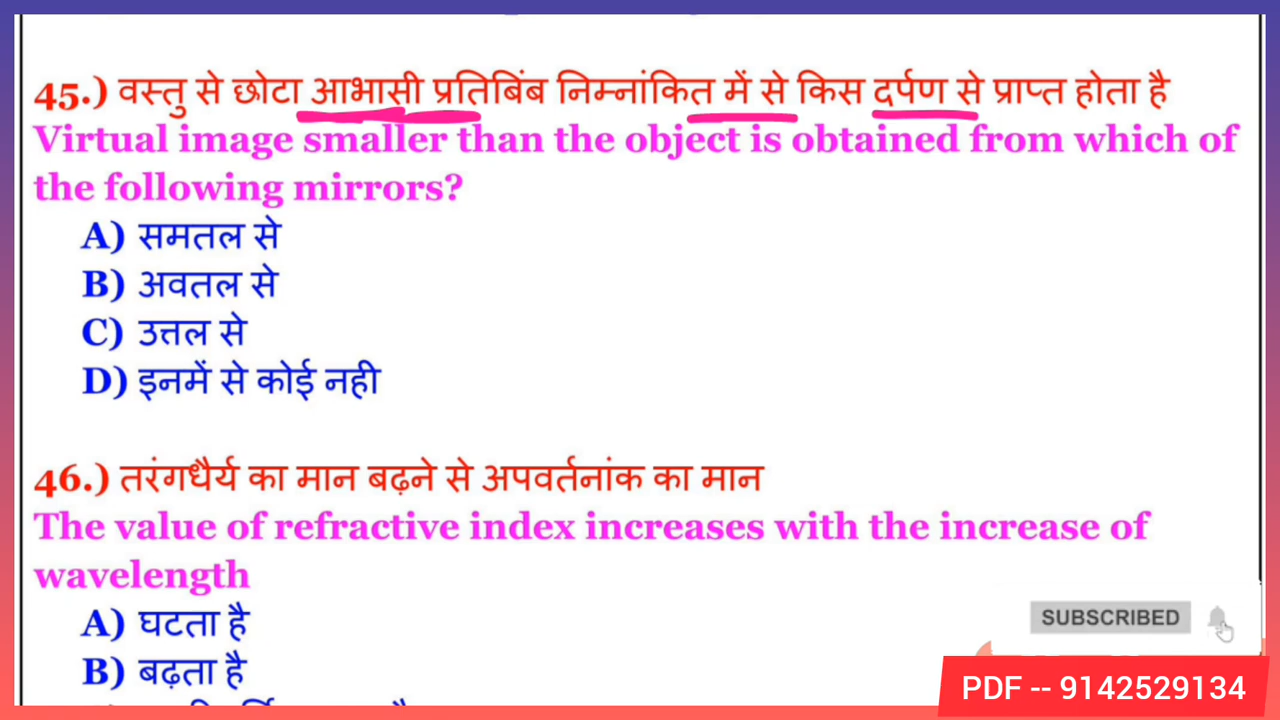 45.) वस्तु से छोटा आभासी प्रतिबिंब निम्नांकित में से किस दर्पण से प्राप्त होता है
Virtual image smaller than the object is obtained from which of
the following mirrors?
A) समतल से
B) अवतल से
C) उत्तल से
D) इनमें से कोई नही
46.) तरंगधैर्य का मान बढ़ने से अपवर्तनांक का मान
The value of refractive index increases with the increase of
wavelength
A) घटता है
B) बढ़ता है
SUBSCRIBED
PDF -- 9142529134